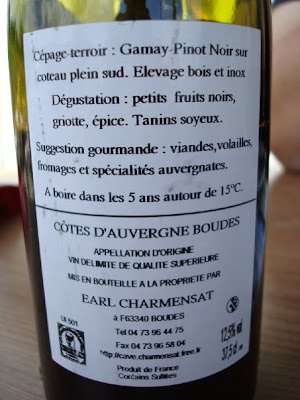 Cépage-terroir : Gamay-Pinot Noir sur
coteau plein sud. Elevage bois et inox
Dégustation : petits fruits noirs,
griotte, épice. Tanins soyeux.
Suggestion gourmande : viandes,volailles,
fromages et spécialités auvergnates.
A boire dans les 5 ans autour de 15°C.
CÔTES D'AUVERGNE BOUDES
APPELLATION D'ORIGINE
VIN DELIMITE DE QUALITE SUPERIEURE
MIS EN BOUTEILLE A LA PROPRIETE PAR
EARL CHARMENSAT
à F63340 BOUDES
Tel 04 73 96 44 75
Fax 04 73 96 58 04
http://cave.charmensat.free.fr
Produit de France
Contains Sulfites
LII 501
12,5% vol
37,5 cl